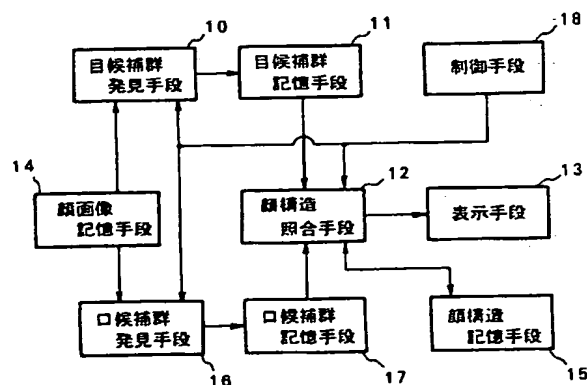 10
11
18
目候補群
発見手段
目候補群
記憶手段
制御手段
14
12
13
顔画像
記憶手段
顔構造
照合手段
表示手段
口候補群
発見手段
口候補群
記憶手段
顔構造
記憶手段
16
17
15